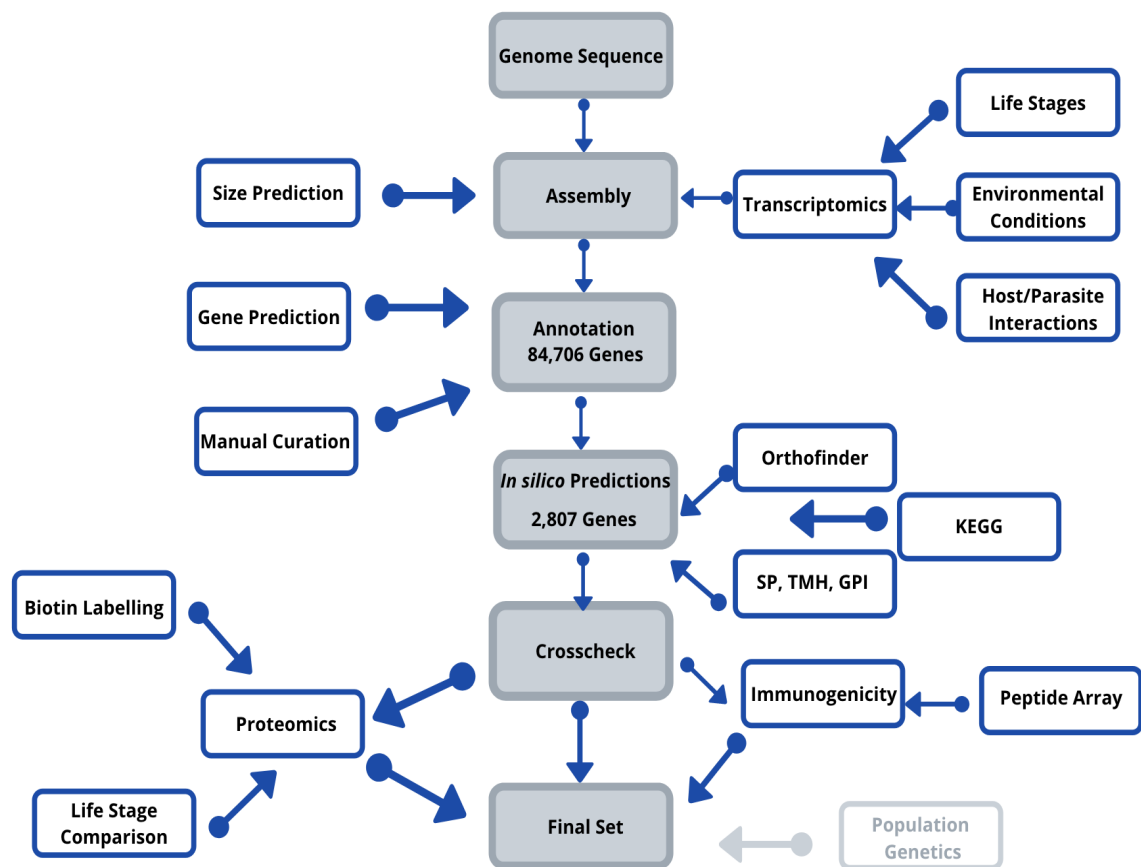 Genome Sequence
Life Stages
Size Prediction
Assembly
Transcriptomics
Environmental
Conditions
Gene Prediction
Annotation
84,706 Genes
Host/Parasite
Interactions
Manual Curation
In silico Predictions
2,807 Genes
Orthofinder
KEGG
SP, TMH, GPI
Biotin Labelling
Crosscheck
Immunogenicity
Peptide Array
Proteomics
Life Stage
Comparison
Final Set
Population
Genetics